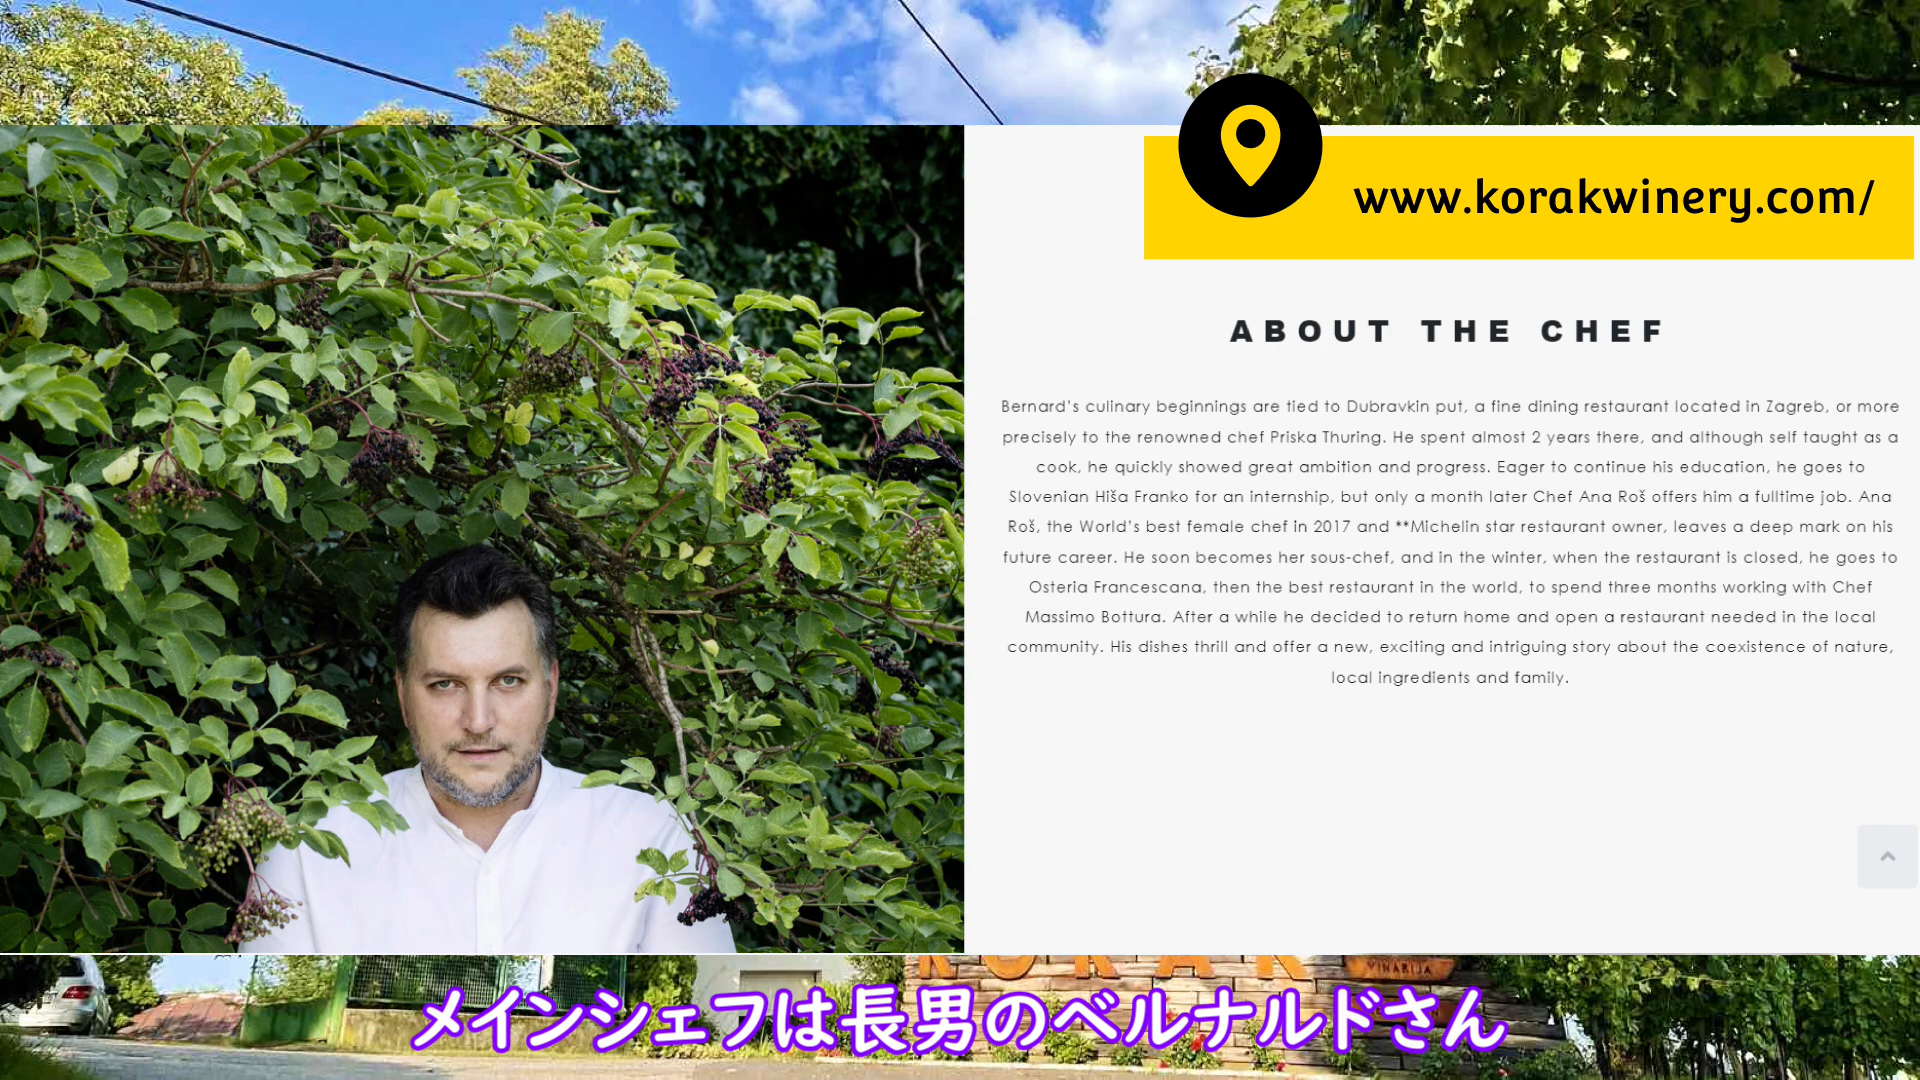 www.korakwinery.com/
ABOUT THE CHEF
Bernard's culinary beginnings are tied to Dubravkin put, a fine dining restaurant located in Zagreb, or more
precisely to the renowned chef Priska Thuring. He spent almost 2 years there, and although self taught as a
cook, he quickly showed great ambition and progress. Eager to continue his education, he goes to
Slovenian Hiša Franko for an internship, but only a month later Chef Ana Roš offers him a fulltime job. Ana
Roš, the World's best female chef in 2017 and **Michelin star restaurant owner, leaves a deep mark on his
future career. He soon becomes her sous-chef, and in the winter, when the restaurant is closed, he goes to
Osteria Francescana, then the best restaurant in the world, to spend three months working with Chef
Massimo Bottura. After a while he decided to return home and open a restaurant needed in the local
community. His dishes thrill and offer a new, exciting and intriguing story about the coexistence of nature,
local ingredients and family.
KORAK
VINARIJA
メインシェフは長男のベルナルドさん